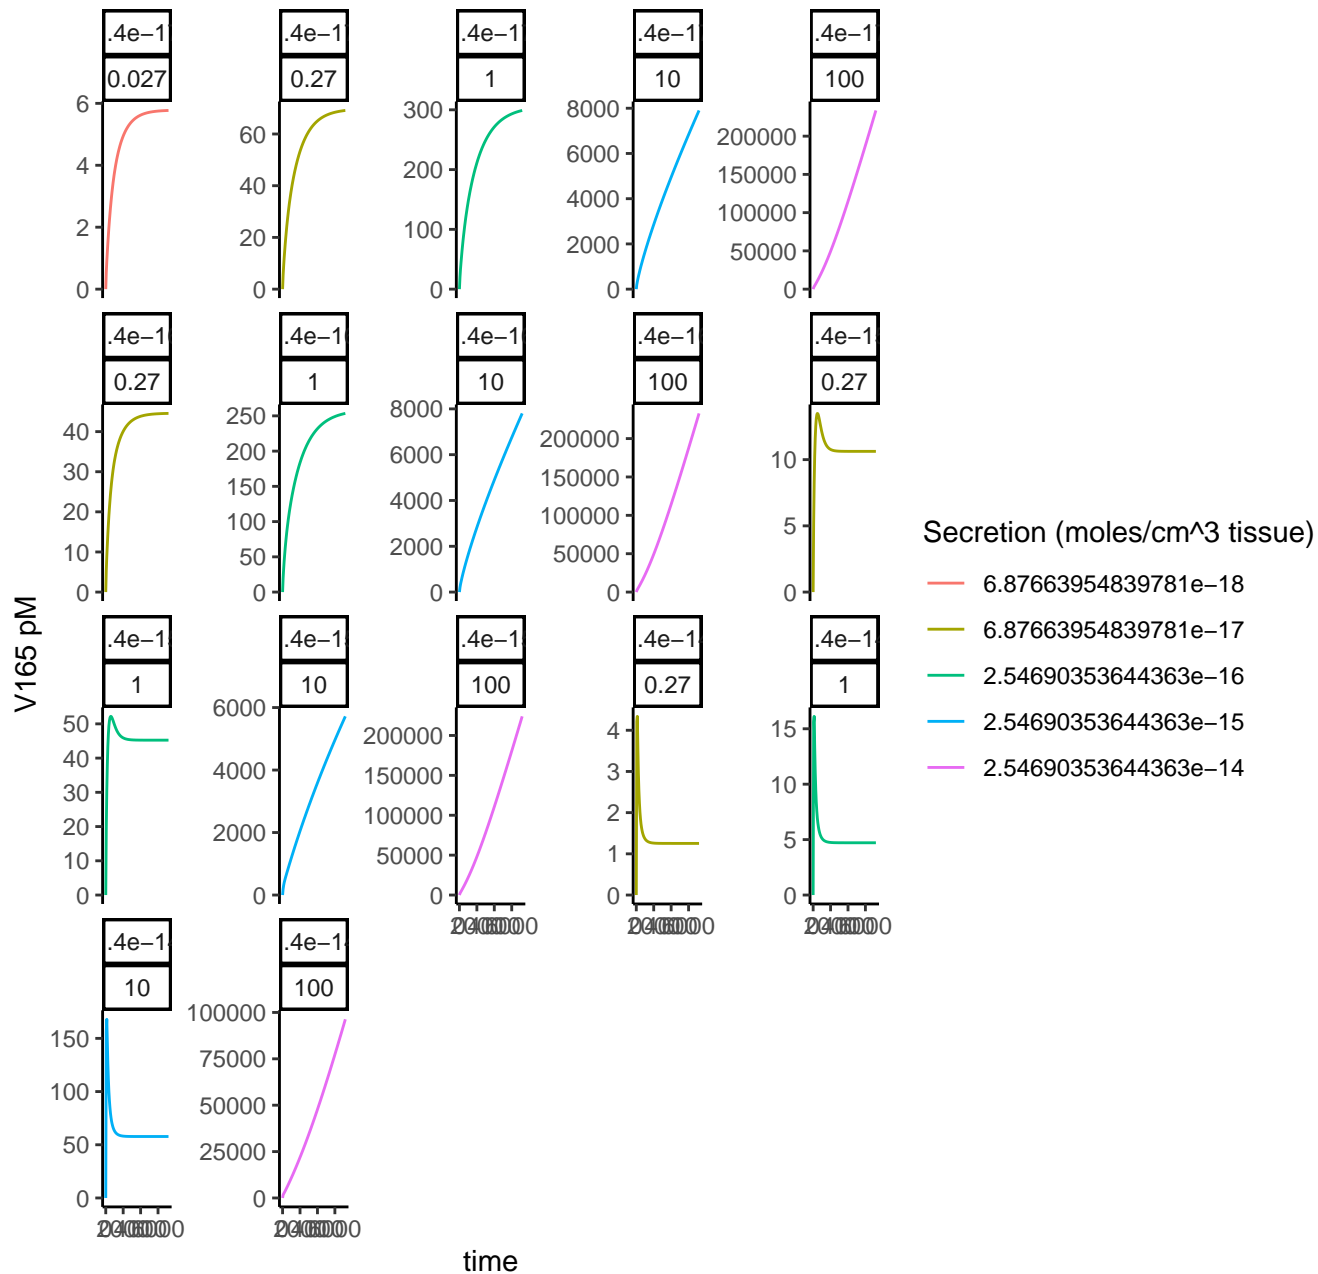 .4e−1 .4e−1 .4e−1 .4e−1 .4e−1
0.027 0.27 1 10 100
6 4 2 0
60 40 20 0
300 200 100 0
8000 6000 4000 2000 0
200000 150000 100000 50000 0
.4e−1 .4e−1 .4e−1 .4e−1 .4e−1
0.27 1 10 100 0.27
40 30 20 10 0
250 200 150 100 50 0
8000 6000 4000 2000 0
200000 150000 100000 50000 0
10 5 0
.4e−1 .4e−1 .4e−1 .4e−1 .4e−1
1 10 100 0.27 1
50 40 30 20 10 0
6000 4000 2000 0
200000 150000 100000 50000 0
4 3 2 1 0
15 10 5 0
.4e−1 .4e−1
10 100
150 100 50 0
100000 75000 50000 25000 0
V165 pM
time
Secretion (moles/cm^3 tissue)
6.87663954839781e−18
6.87663954839781e−17
2.54690353644363e−16
2.54690353644363e−15
2.54690353644363e−14